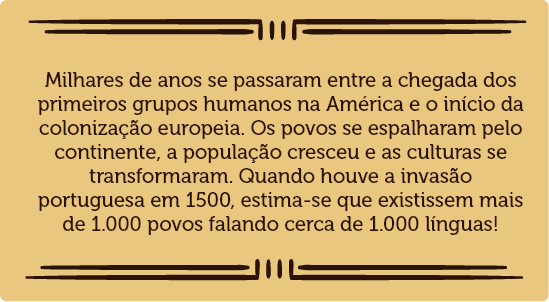 Milhares de anos se passaram entre a chegada dos
primeiros grupos humanos na América e o início da
colonização europeia. Os povos se espalharam pelo
continente, a população cresceu e as culturas se
transformaram. Quando houve a invasão
portuguesa em 1500, estima-se que existissem mais
de 1.000 povos falando cerca de 1.000 línguas!